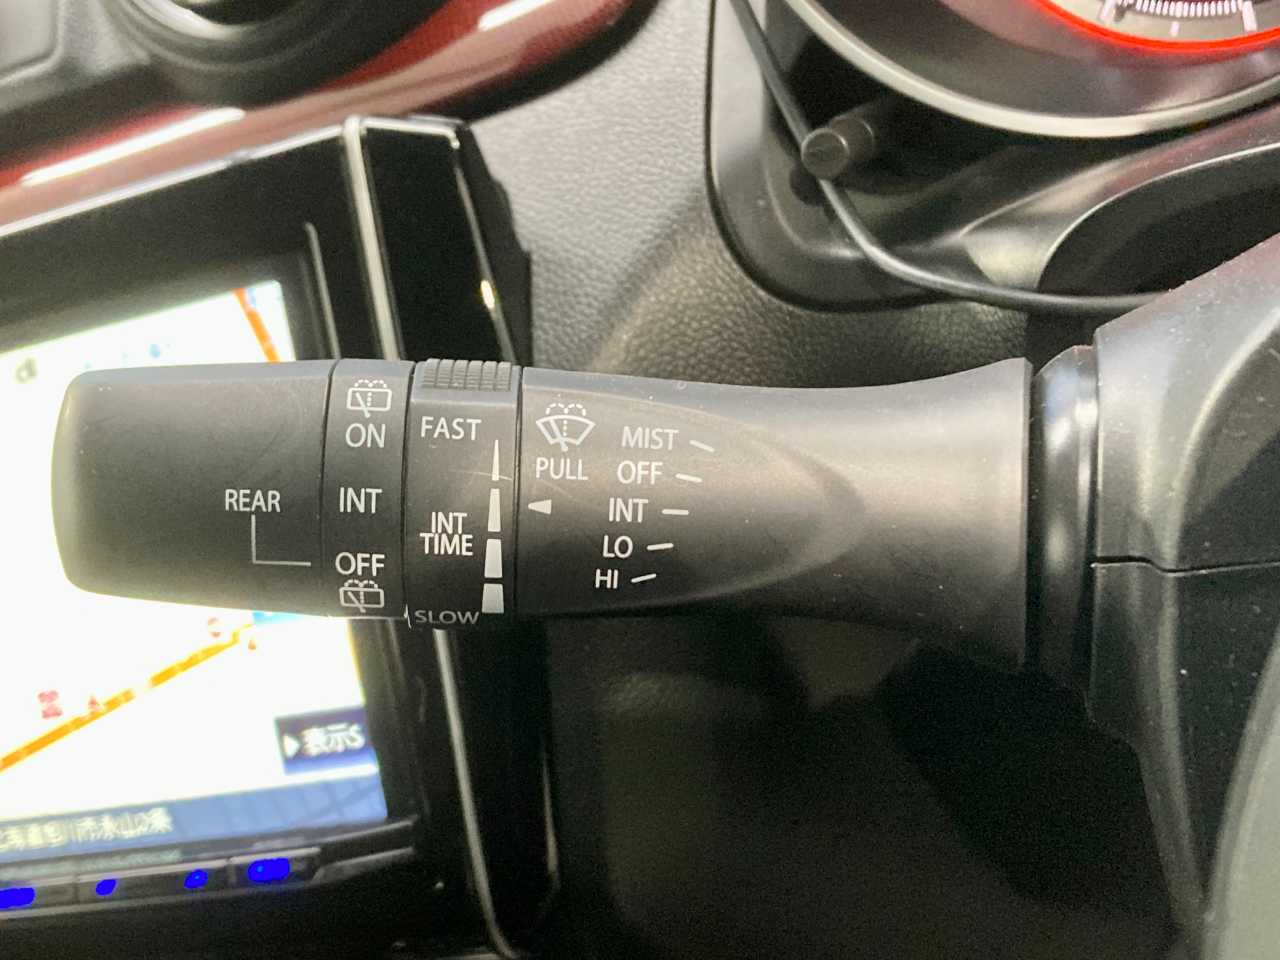 ON
INT
OFF
REAR
FAST
INT
TIME
SLOW
PULL
MIST
OFF
INT
LO
HI
表示S